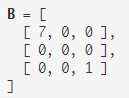 B = [
[ 7, 0, 0 ],
[ 0, 0, 0 ],
[ 0, 0, 1 ]
]